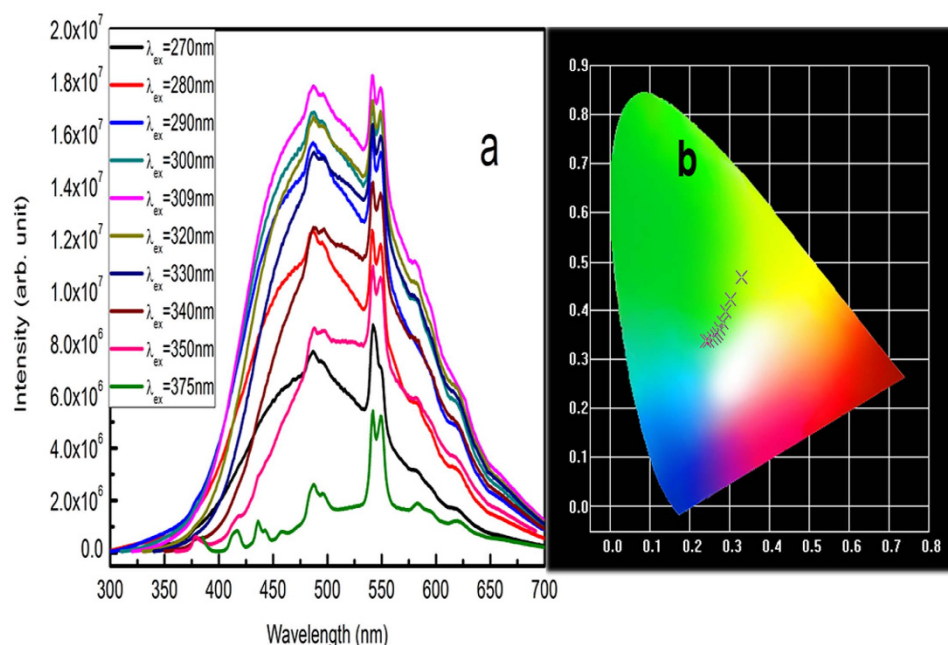 2.0x10⁷
1.8x10⁷
1.6x10⁷
1.4x10⁷
1.2x10⁷
1.0x10⁷
8.0x10⁶
6.0x10⁶
4.0x10⁶
2.0x10⁶
0.0
Intensity (arb. unit)
λex=270nm
λex=280nm
λex=290nm
λex=300nm
λex=309nm
λex=320nm
λex=330nm
λex=340nm
λex=350nm
λex=375nm
a
300 350 400 450 500 550 600 650 700
Wavelength (nm)
b
0.9
0.8
0.7
0.6
0.5
0.4
0.3
0.2
0.1
0.0
0.0 0.1 0.2 0.3 0.4 0.5 0.6 0.7 0.8